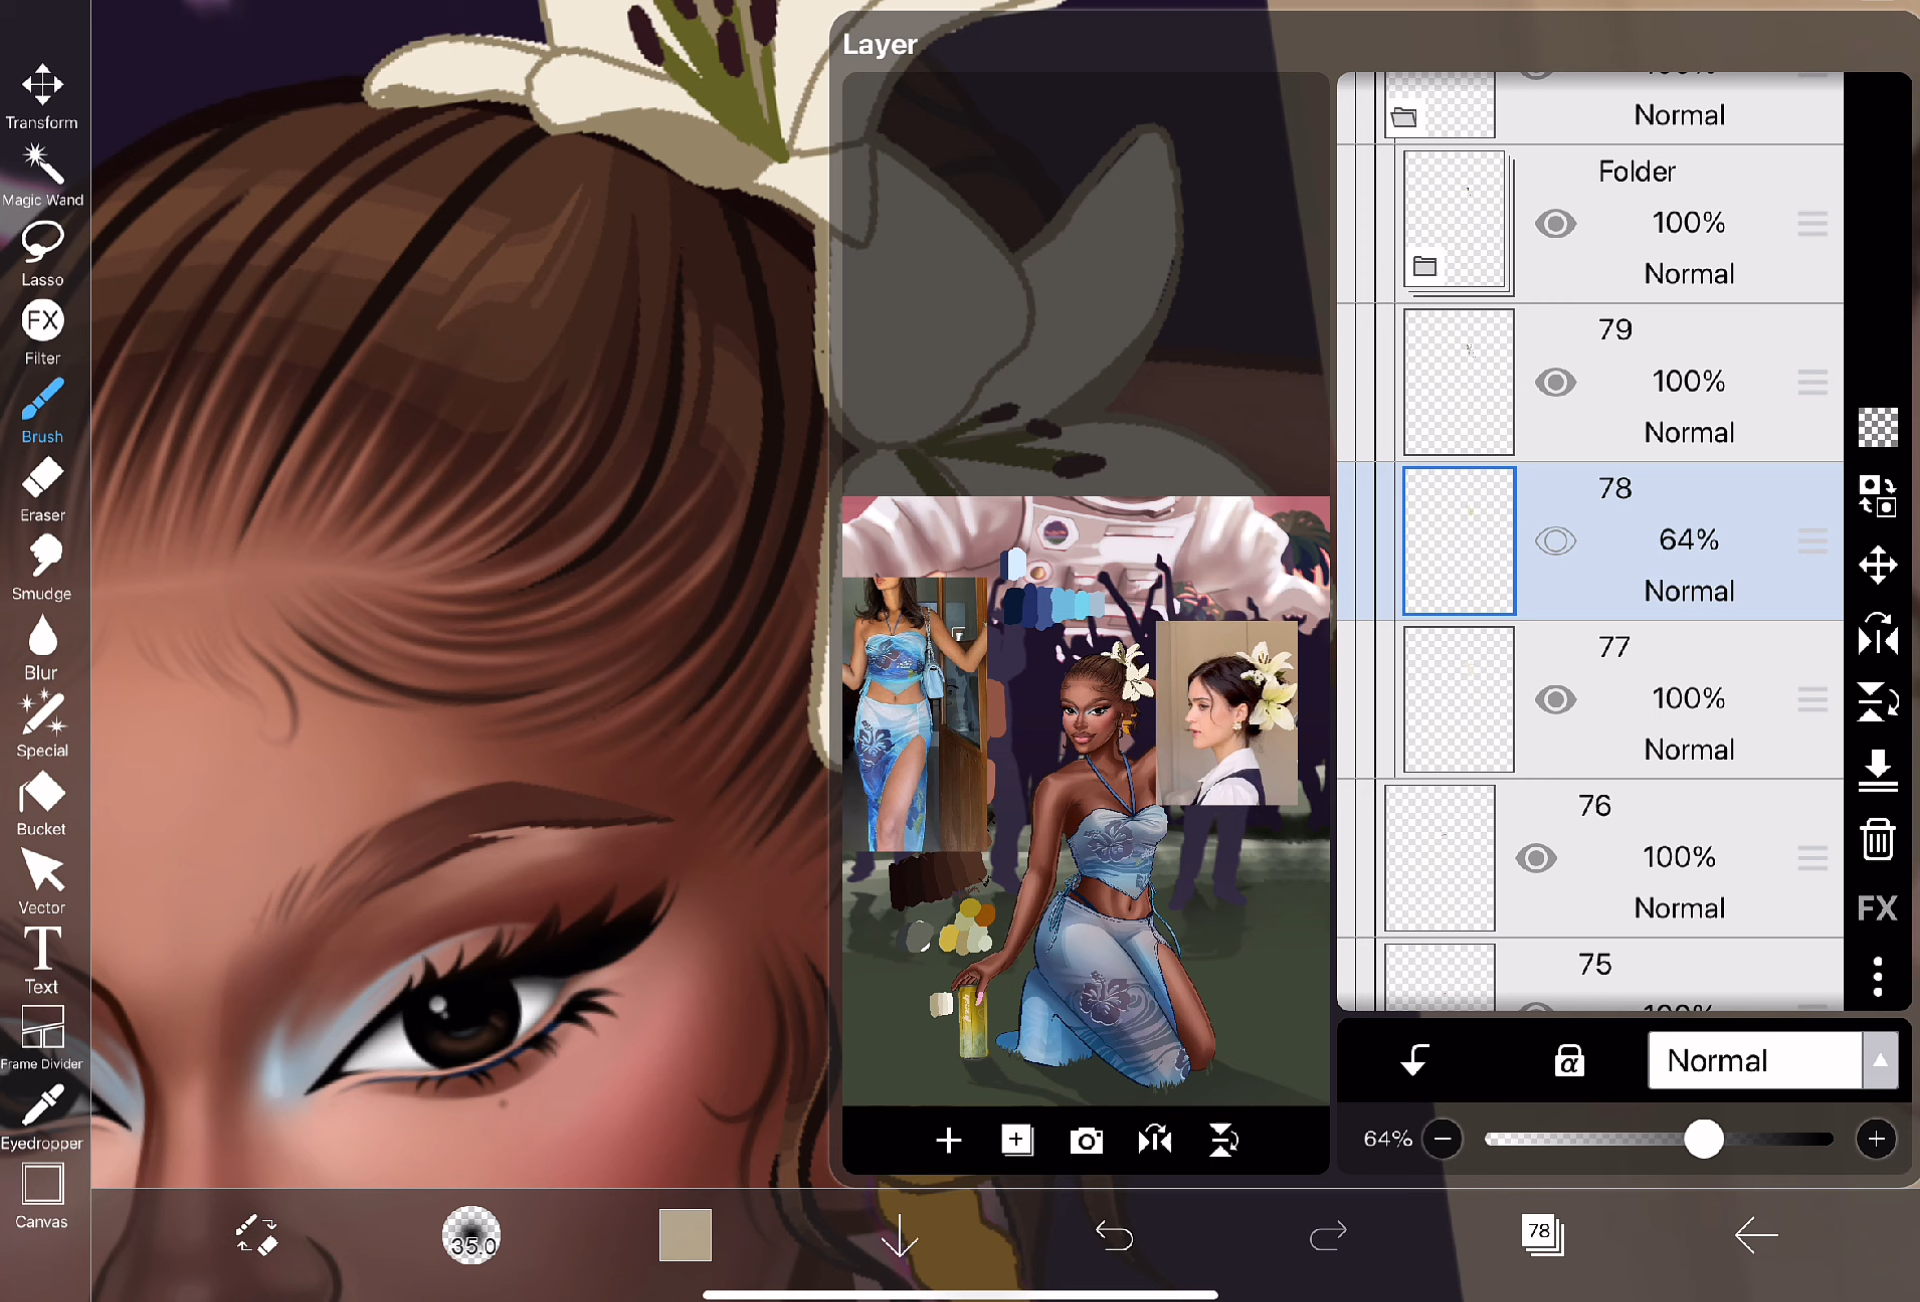 Layer
Transform
Magic Wand
Lasso
FX
Filter
Brush
Eraser
Smudge
Blur
Special
Bucket
Vector
T
Text
Frame Divider
Eyedropper
Canvas
Normal
Folder
100%
Normal
79
100%
Normal
78
64%
Normal
77
100%
Normal
76
100%
Normal
75
100%
FX
α
Normal
64%
35.0
78